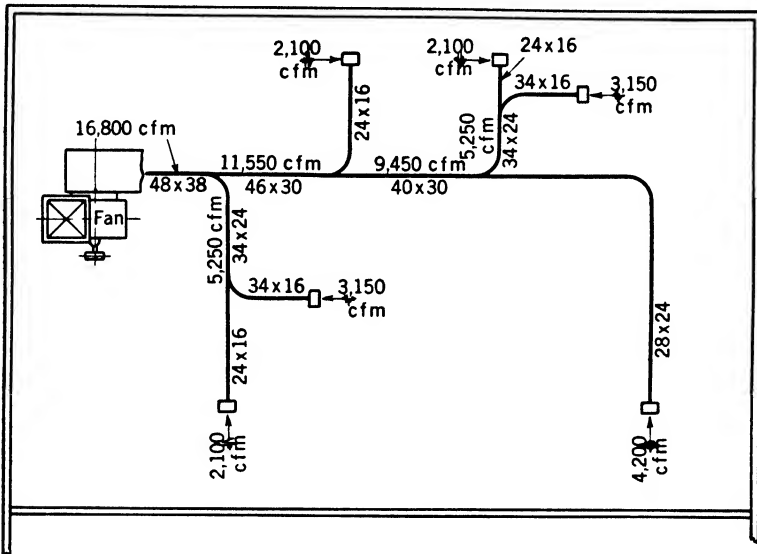 2,100
cfm
2,100
cfm
24x16
34x16
3,150
cfm
24x16
5,250
cfm
34x24
16,800 cfm
11,550 cfm
9,450 cfm
48x38
46x30
40x30
Fan
5,250 cfm
34x24
34x16
3,150
cfm
24x16
28x24
2,100
cfm
4,200
cfm